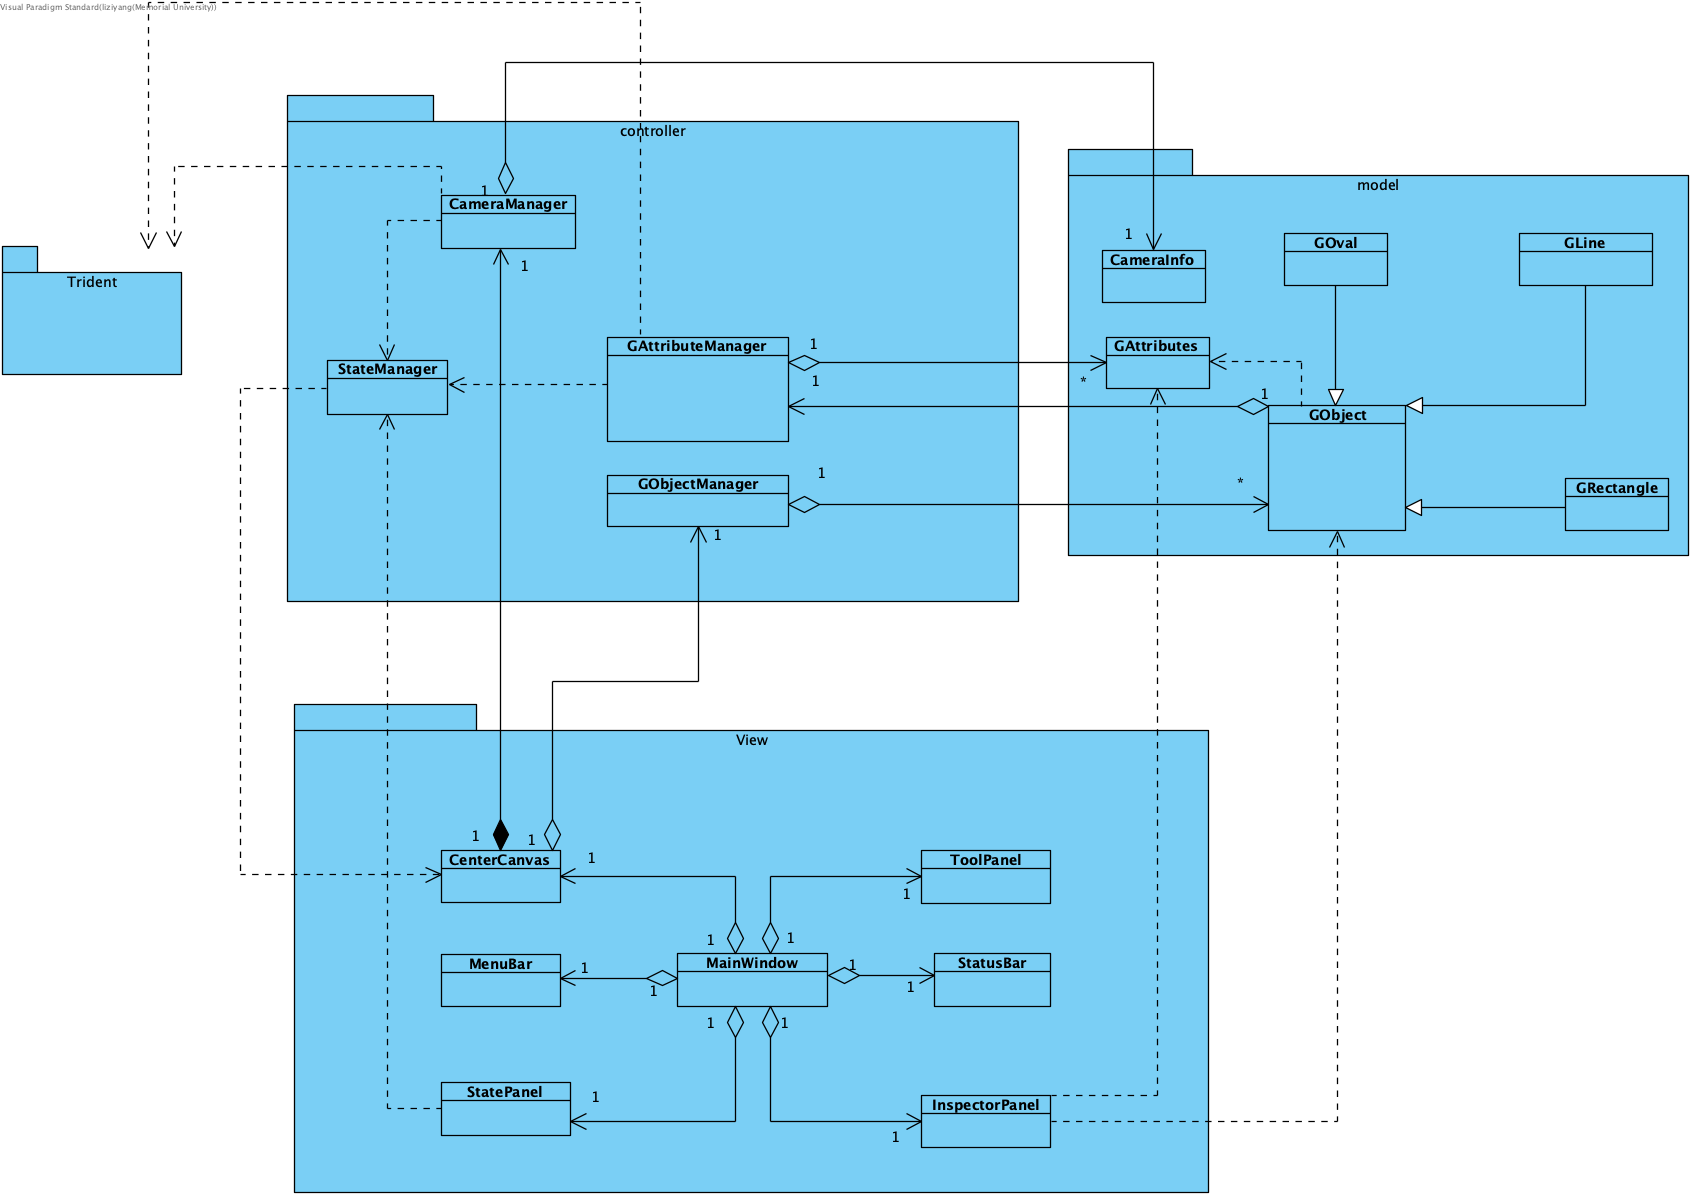 Visual Paradigm Standard(liziyang(Memorial University))
controller
1
CameraManager
1
model
1
CameraInfo
GOval
GLine
Trident
StateManager
GAttributeManager
1
1
*
GAttributes
1
GObject
GObjectManager
1
*
1
GRectangle
View
1
1
CenterCanvas
1
ToolPanel
1
1
1
MenuBar
1
1
MainWindow
1
StatusBar
1
1
1
StatePanel
1
InspectorPanel
1